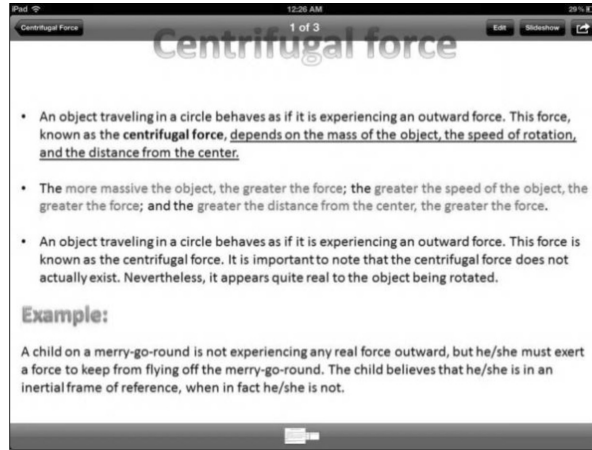 iPad 12:26 AM 29%
Centrifugal Force 1 of 3 Edit Slideshow
Centrifugal force
• An object traveling in a circle behaves as if it is experiencing an outward force. This force,
known as the centrifugal force, depends on the mass of the object, the speed of rotation,
and the distance from the center.
• The more massive the object, the greater the force; the greater the speed of the object, the
greater the force; and the greater the distance from the center, the greater the force.
• An object traveling in a circle behaves as if it is experiencing an outward force. This force is
known as the centrifugal force. It is important to note that the centrifugal force does not
actually exist. Nevertheless, it appears quite real to the object being rotated.
Example:
A child on a merry-go-round is not experiencing any real force outward, but he/she must exert
a force to keep from flying off the merry-go-round. The child believes that he/she is in an
inertial frame of reference, when in fact he/she is not.